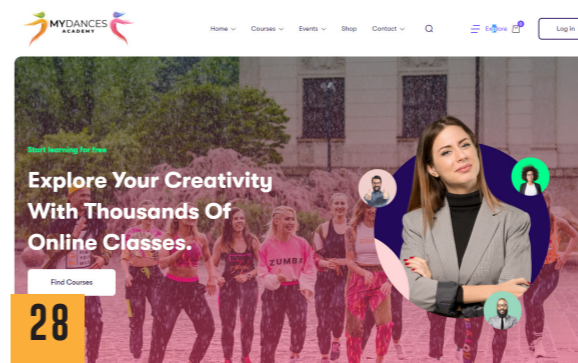 MYDANCES
ACADEMY
Home
Courses
Events
Shop
Contact
Explore
0
Log in
Start learning for free
Explore Your Creativity
With Thousands Of
Online Classes.
Find Courses
ZUMBA
28